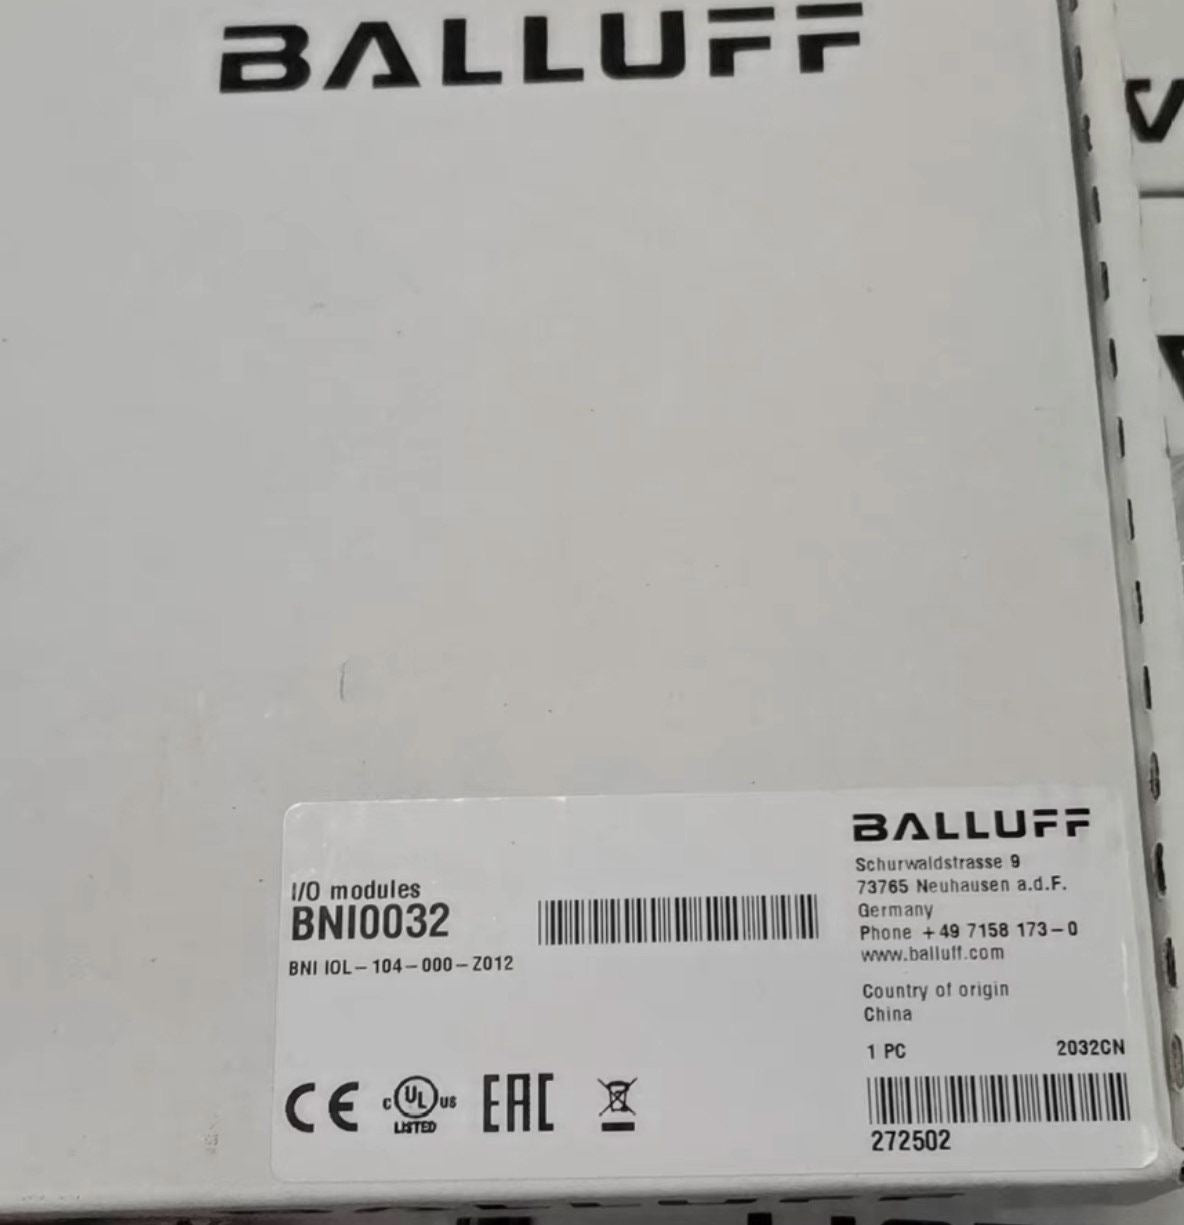 BALLUFF
I/O modules
BNI0032
BNI IOL-104-000-Z012
BALLUFF
Schurwaldstrasse 9
73765 Neuhausen a.d.F.
Germany
Phone +49 7158 173-0
www.balluff.com
Country of origin
China
1 PC 2032CN
272502
CE
C UL US
LISTED
EAC